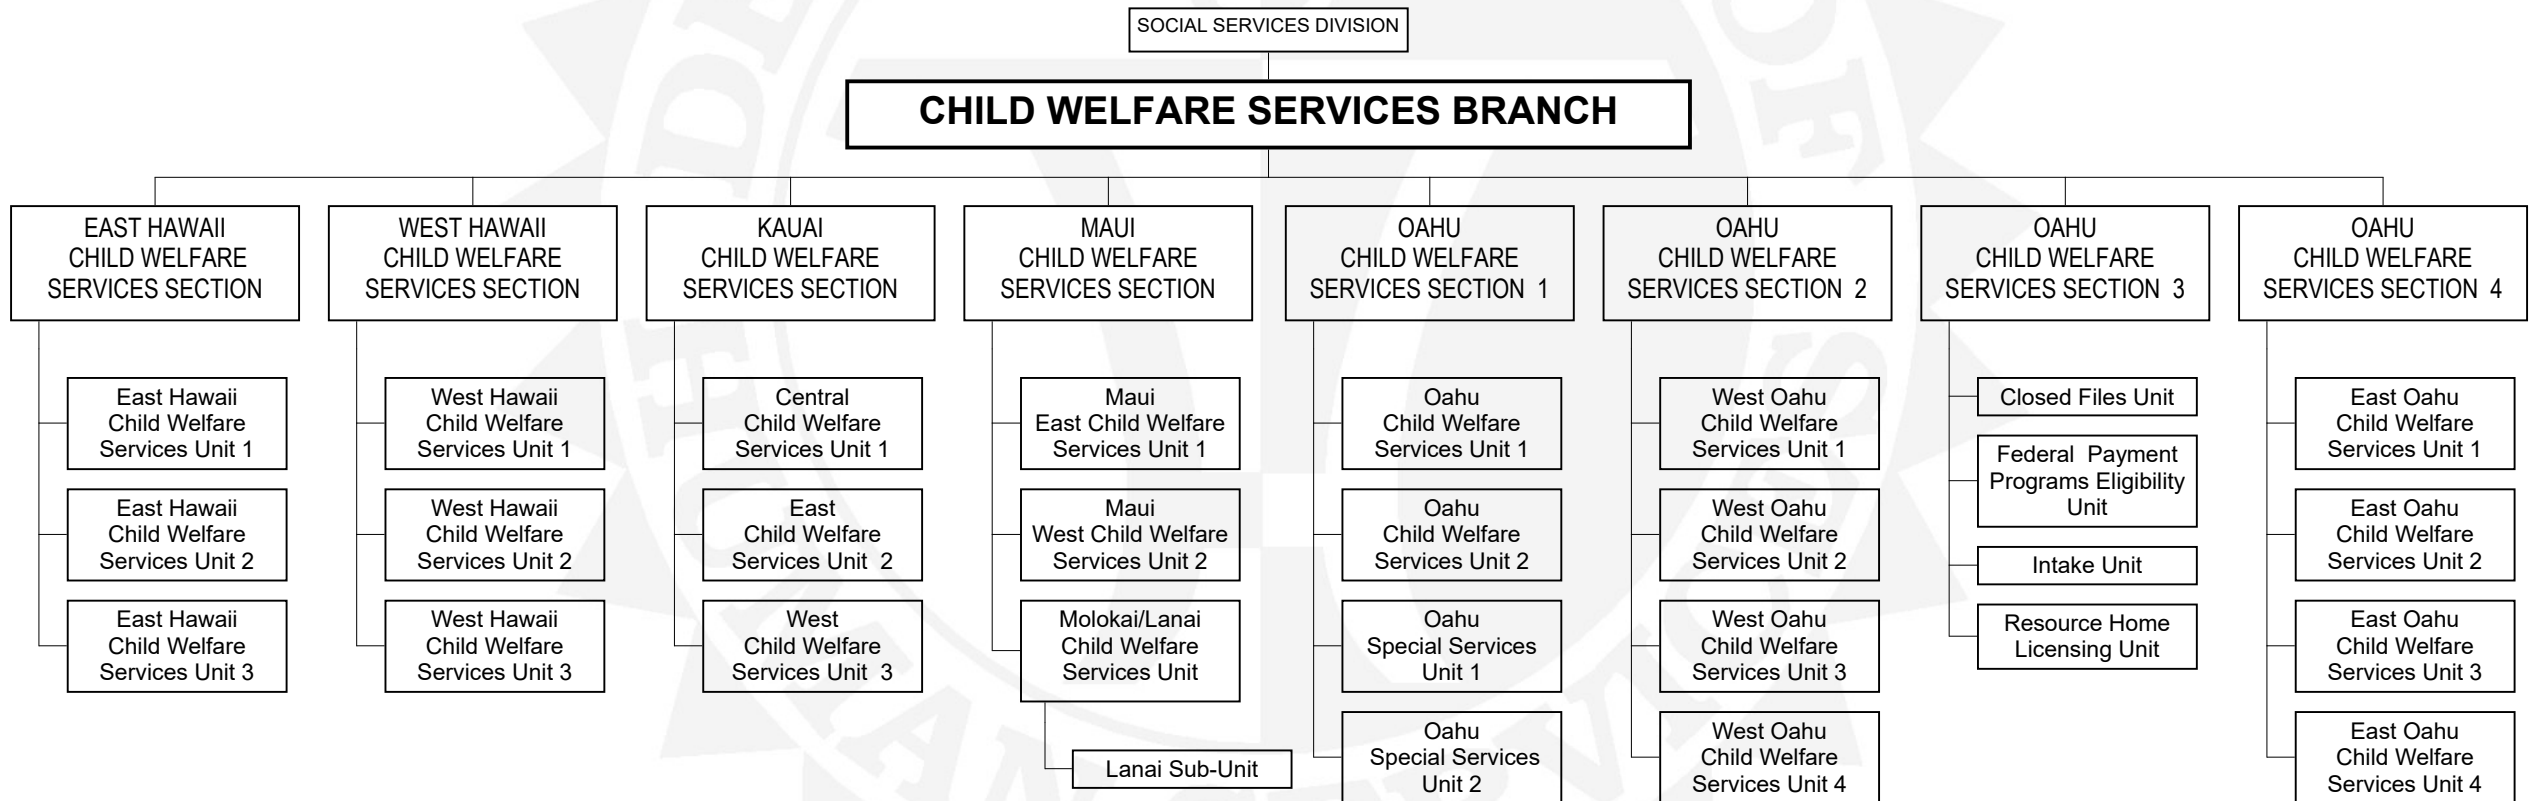 SOCIAL SERVICES DIVISION
CHILD WELFARE SERVICES BRANCH
EAST HAWAII
CHILD WELFARE
SERVICES SECTION
WEST HAWAII
CHILD WELFARE
SERVICES SECTION
KAUAI
CHILD WELFARE
SERVICES SECTION
MAUI
CHILD WELFARE
SERVICES SECTION
OAHU
CHILD WELFARE
SERVICES SECTION 1
OAHU
CHILD WELFARE
SERVICES SECTION 2
OAHU
CHILD WELFARE
SERVICES SECTION 3
OAHU
CHILD WELFARE
SERVICES SECTION 4
East Hawaii
Child Welfare
Services Unit 1
East Hawaii
Child Welfare
Services Unit 2
East Hawaii
Child Welfare
Services Unit 3
West Hawaii
Child Welfare
Services Unit 1
West Hawaii
Child Welfare
Services Unit 2
West Hawaii
Child Welfare
Services Unit 3
Central
Child Welfare
Services Unit 1
East
Child Welfare
Services Unit 2
West
Child Welfare
Services Unit 3
Maui
East Child Welfare
Services Unit 1
Maui
West Child Welfare
Services Unit 2
Molokai/Lanai
Child Welfare
Services Unit
Lanai Sub-Unit
Oahu
Child Welfare
Services Unit 1
Oahu
Child Welfare
Services Unit 2
Oahu
Special Services
Unit 1
Oahu
Special Services
Unit 2
West Oahu
Child Welfare
Services Unit 1
West Oahu
Child Welfare
Services Unit 2
West Oahu
Child Welfare
Services Unit 3
West Oahu
Child Welfare
Services Unit 4
Closed Files Unit
Federal Payment
Programs Eligibility
Unit
Intake Unit
Resource Home
Licensing Unit
East Oahu
Child Welfare
Services Unit 1
East Oahu
Child Welfare
Services Unit 2
East Oahu
Child Welfare
Services Unit 3
East Oahu
Child Welfare
Services Unit 4